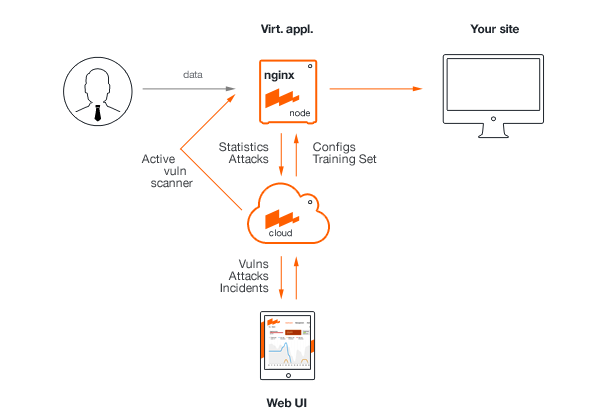 Virt. appl.
Your site
nginx
node
data
Statistics
Attacks
Configs
Training Set
Active
vuln
scanner
cloud
Vulns
Attacks
Incidents
Web UI